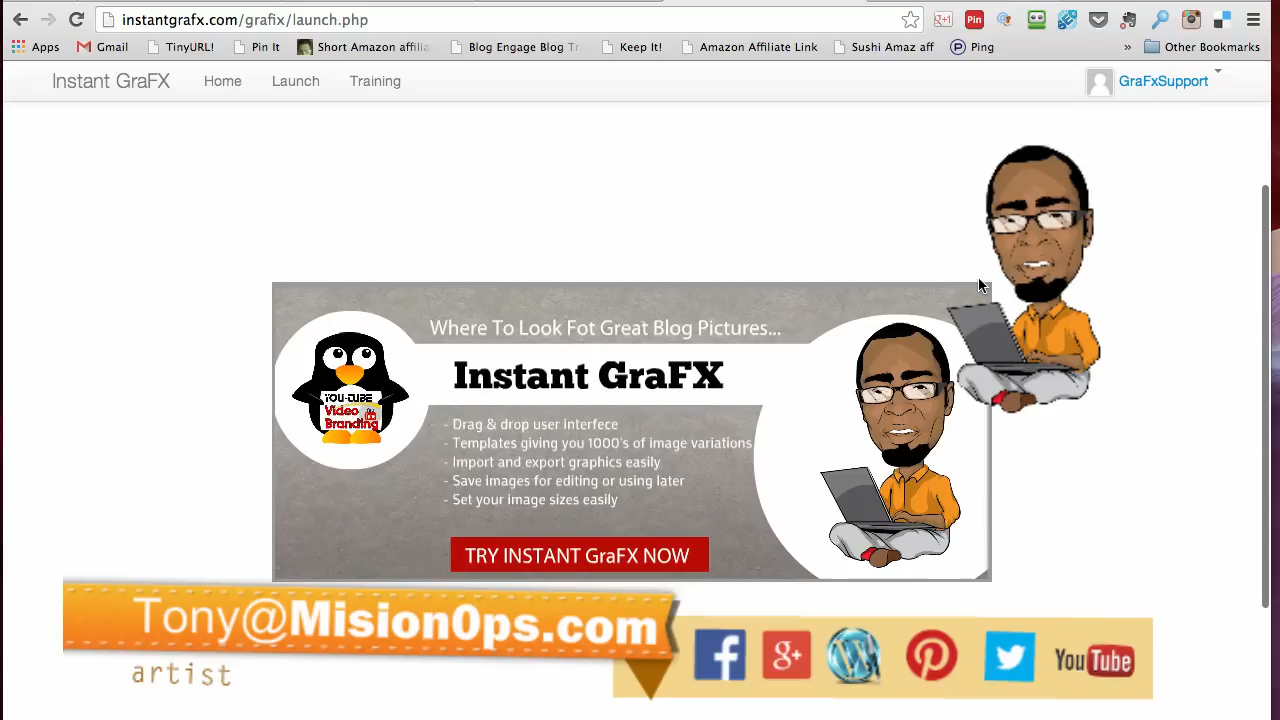 instantgrafx.com/grafix/launch.php
Apps Gmail TinyURL! Pin It Short Amazon affilia Blog Engage Blog Tr Keep It! Amazon Affiliate Link Sushi Amaz aff Ping » Other Bookmarks
Instant GraFX Home Launch Training GraFxSupport
Where To Look Fot Great Blog Pictures...
Instant GraFX
YOU-TUBE
Video
Branding
- Drag & drop user interfece
- Templates giving you 1000's of image variations
- Import and export graphics easily
- Save images for editing or using later
- Set your image sizes easily
TRY INSTANT GraFX NOW
Tony@MisionOps.com
artist
f g+ W P YouTube